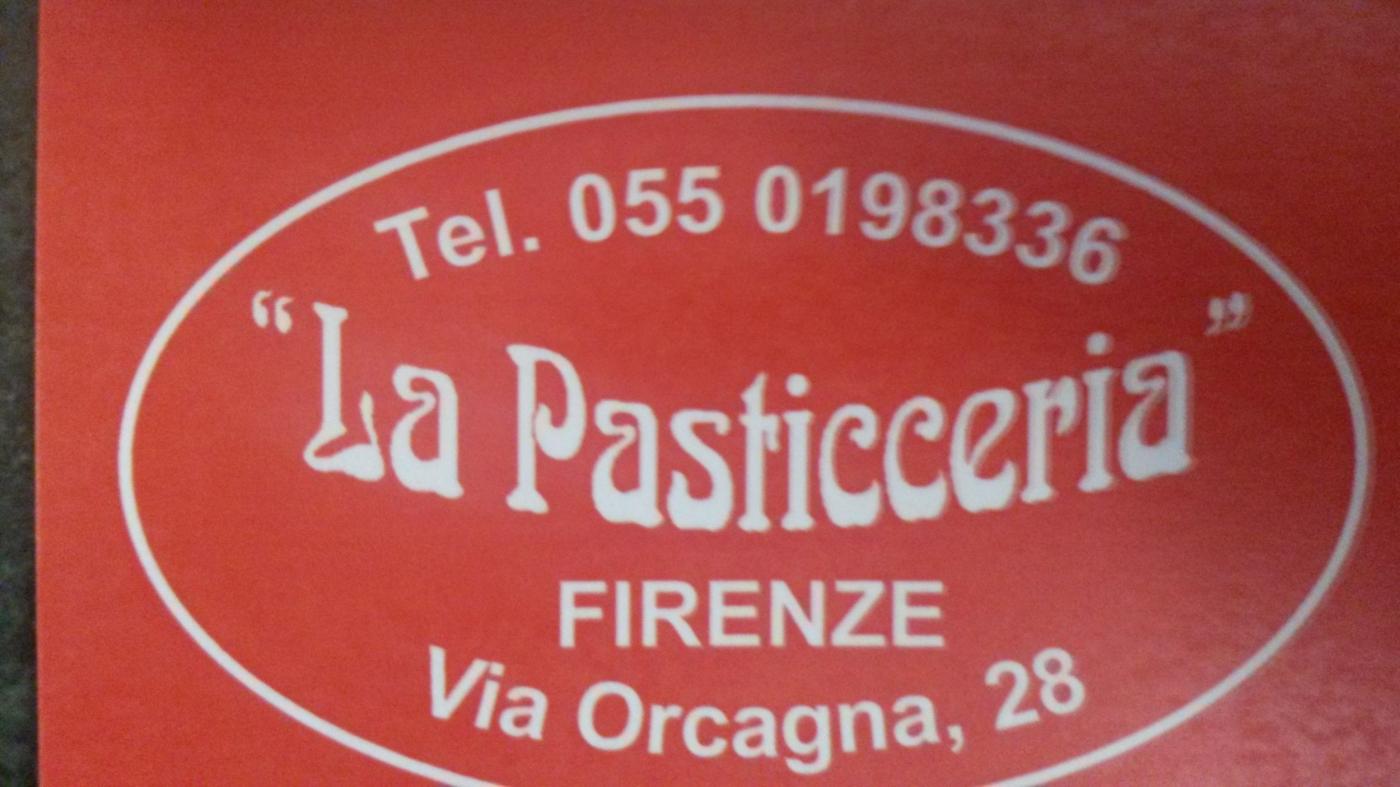 Tel. 055 0198336
“La Pasticceria”
FIRENZE
Via Orcagna, 28